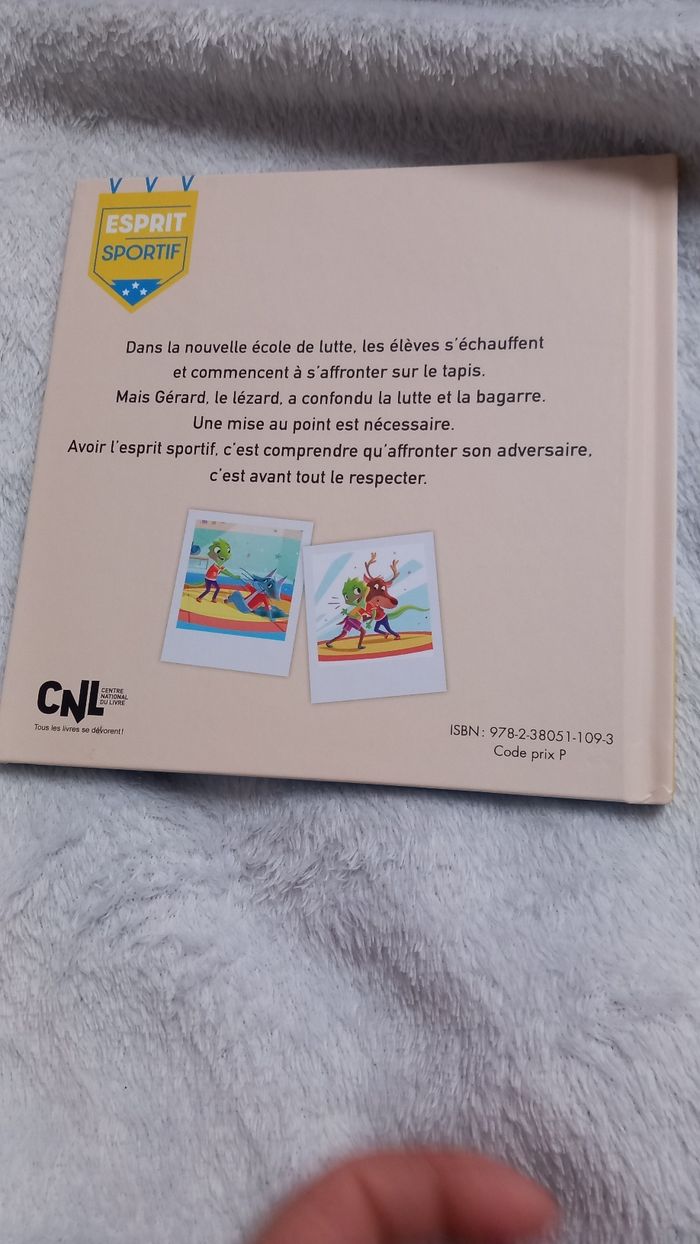 ESPRIT
SPORTIF
Dans la nouvelle école de lutte, les élèves s'échauffent
et commencent à s'affronter sur le tapis.
Mais Gérard, le lézard, a confondu la lutte et la bagarre.
Une mise au point est nécessaire.
Avoir l'esprit sportif, c'est comprendre qu'affronter son adversaire,
c'est avant tout le respecter.
CNL CENTRE
NATIONAL
DU LIVRE
Tous les livres se dévorent!
ISBN : 978-2-38051-109-3
Code prix P